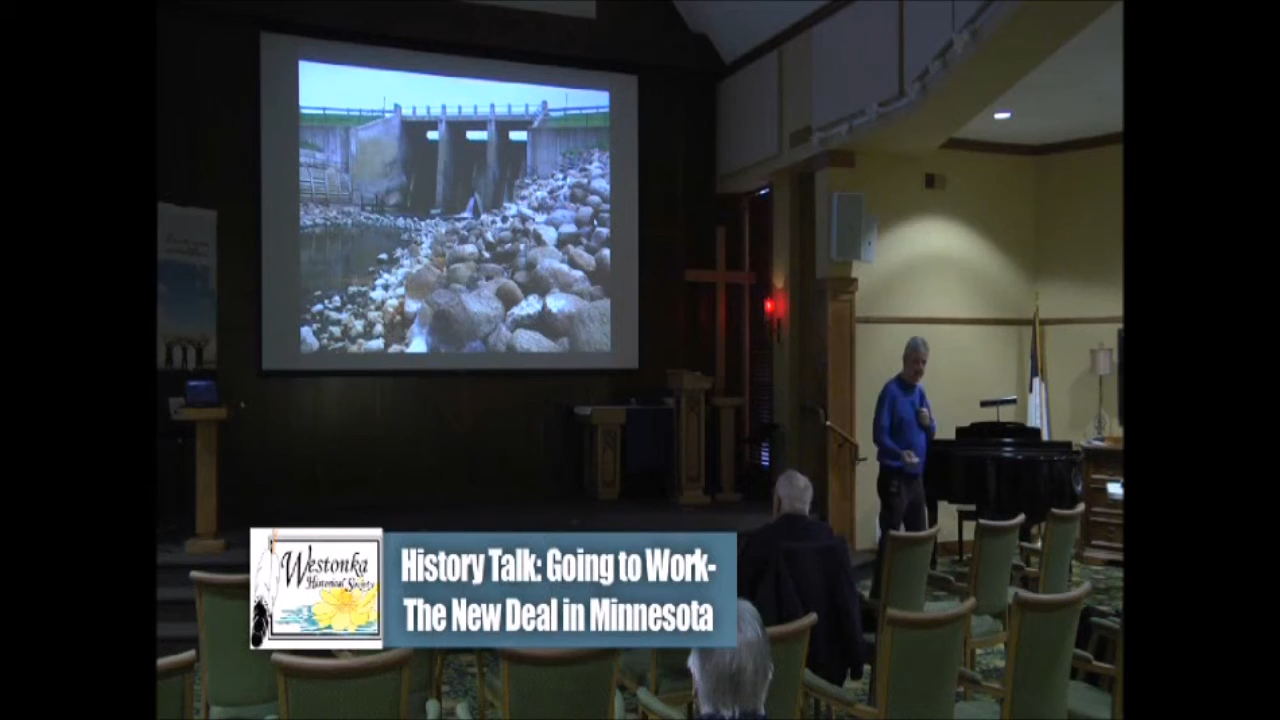 Westonka
Historical Society
History Talk: Going to Work-
The New Deal in Minnesota